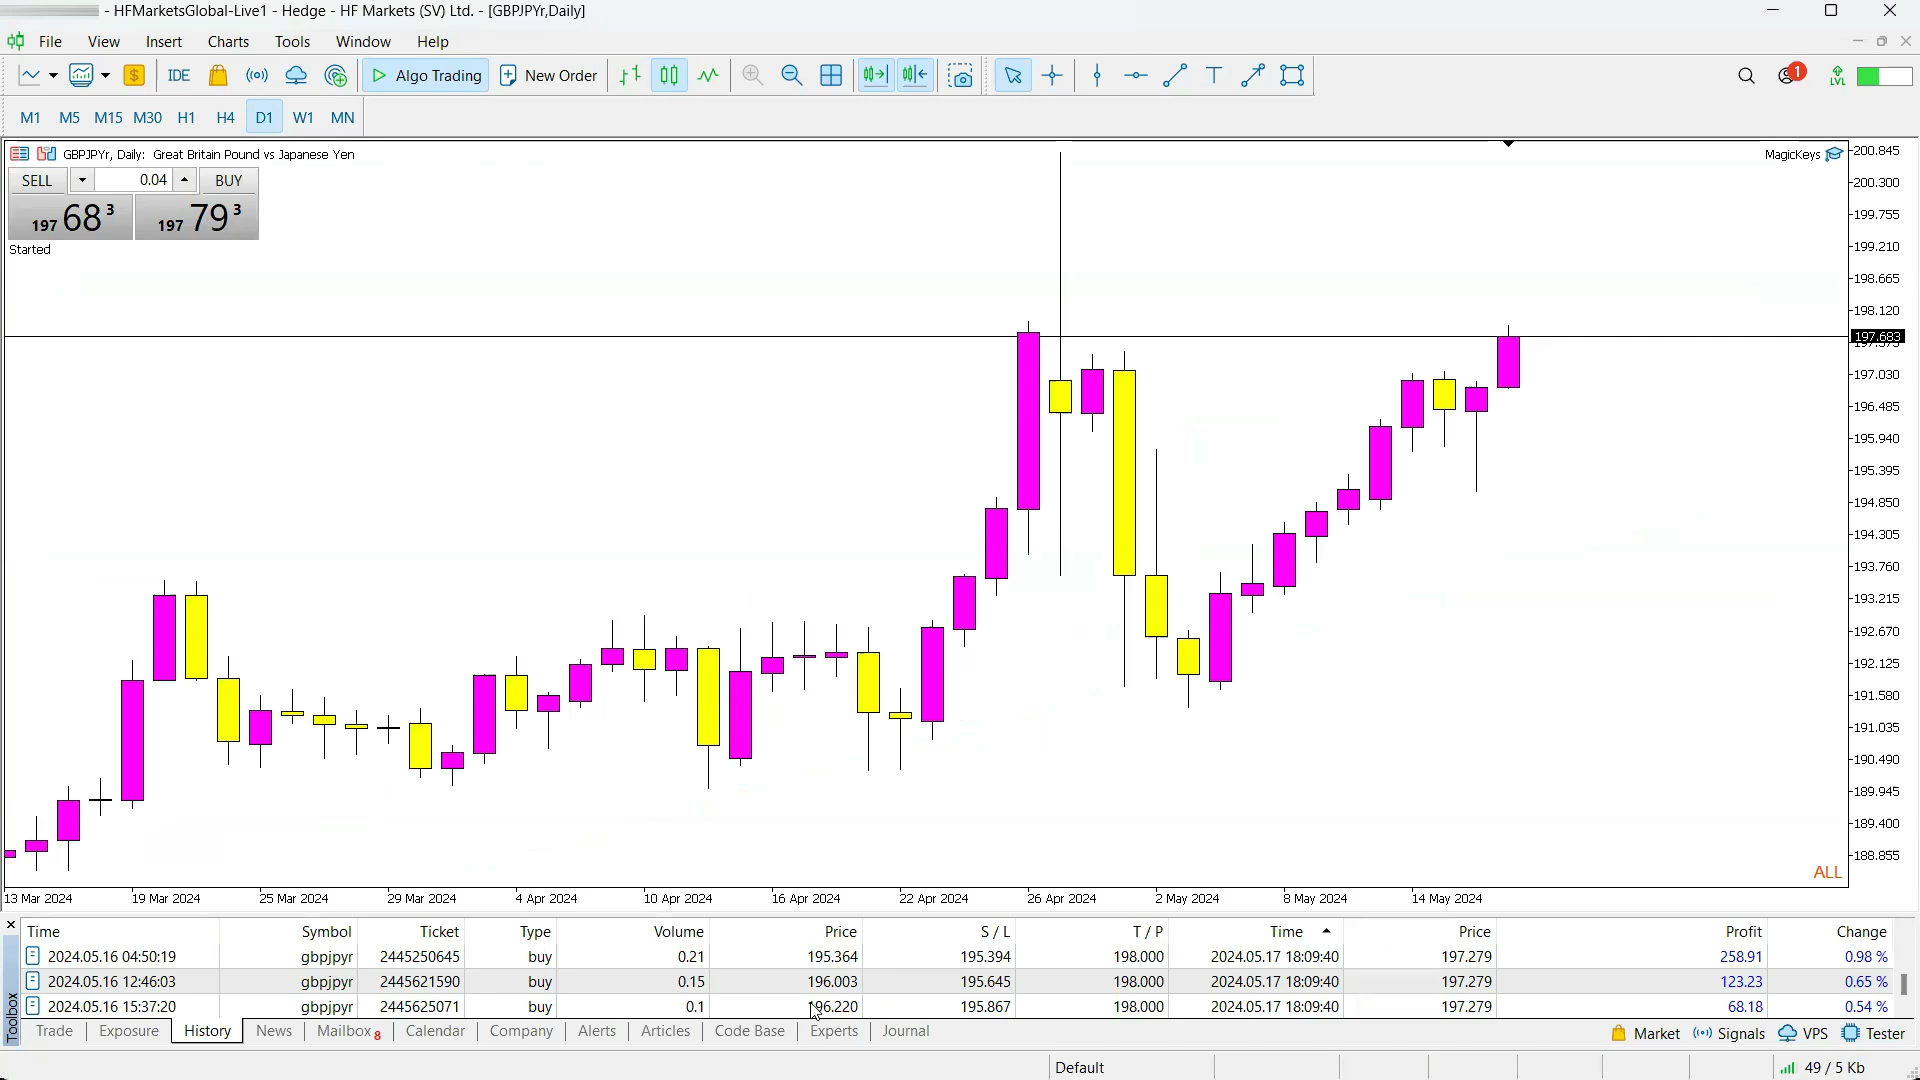 - HFMarketsGlobal-Live1 - Hedge - HF Markets (SV) Ltd. - [GBPJPYr,Daily]
File View Insert Charts Tools Window Help
$ IDE Algo Trading New Order T 1 LVL
M1 M5 M15 M30 H1 H4 D1 W1 MN
GBPJPYr, Daily: Great Britain Pound vs Japanese Yen
MagicKeys
SELL 0.04 BUY
197 68 3 197 79 3
Started
200.845
200.300
199.755
199.210
198.665
198.120
197.683
197.030
196.485
195.940
195.395
194.850
194.305
193.760
193.215
192.670
192.125
191.580
191.035
190.490
189.945
189.400
188.855
ALL
13 Mar 2024 19 Mar 2024 25 Mar 2024 29 Mar 2024 4 Apr 2024 10 Apr 2024 16 Apr 2024 22 Apr 2024 26 Apr 2024 2 May 2024 8 May 2024 14 May 2024
Toolbox
Time Symbol Ticket Type Volume Price S / L T / P Time Price Profit Change
2024.05.16 04:50:19 gbpjpyr 2445250645 buy 0.21 195.364 195.394 198.000 2024.05.17 18:09:40 197.279 258.91 0.98 %
2024.05.16 12:46:03 gbpjpyr 2445621590 buy 0.15 196.003 195.645 198.000 2024.05.17 18:09:40 197.279 123.23 0.65 %
2024.05.16 15:37:20 gbpjpyr 2445625071 buy 0.1 196.220 195.867 198.000 2024.05.17 18:09:40 197.279 68.18 0.54 %
Trade Exposure History News Mailbox 8 Calendar Company Alerts Articles Code Base Experts Journal
Market Signals VPS Tester
Default
49 / 5 Kb